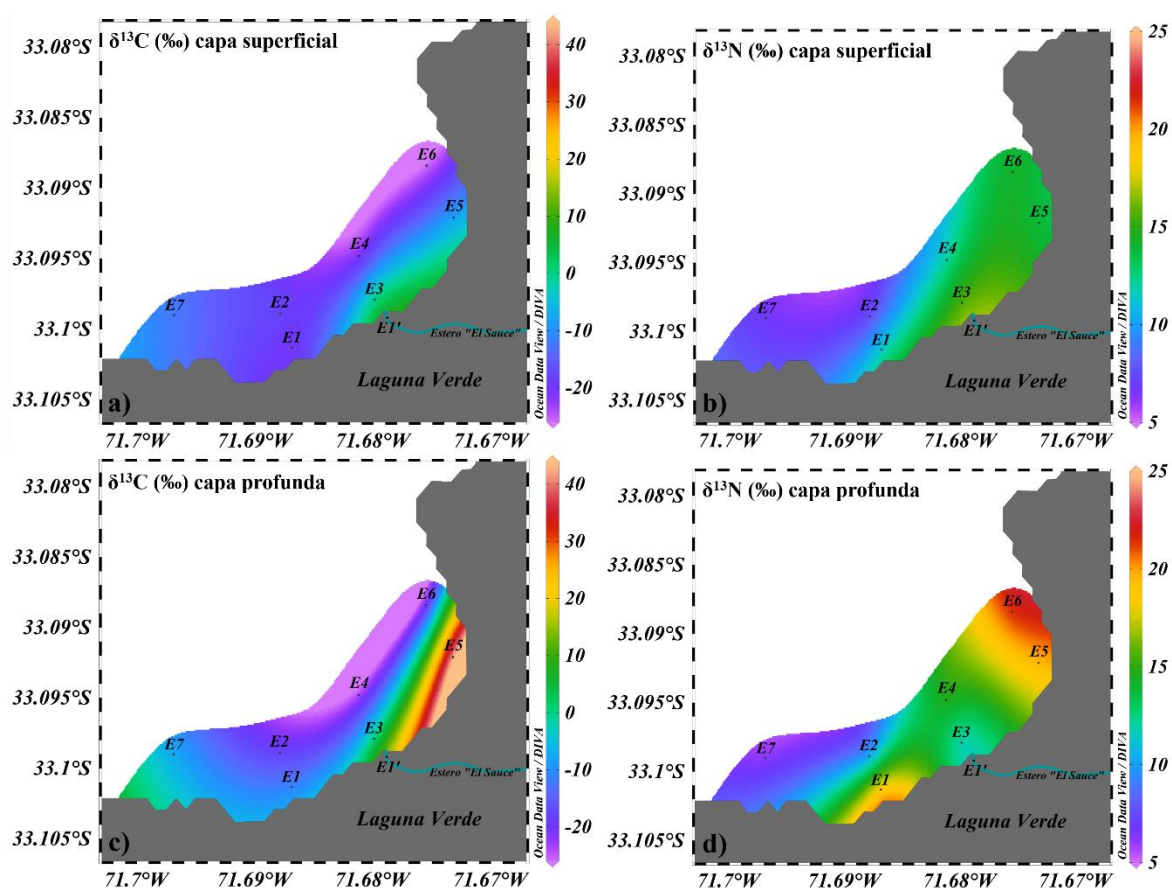 δ¹³C (‰) capa superficial
33.08°S
33.085°S
33.09°S
33.095°S
33.1°S
33.105°S
E6
E5
E4
E3
E7
E2
E1
E1'
Estero "El Sauce"
Laguna Verde
a)
71.7°W
71.69°W
71.68°W
71.67°W
40
30
20
10
0
-10
-20
Ocean Data View / DIVA
δ¹³N (‰) capa superficial
33.08°S
33.085°S
33.09°S
33.095°S
33.1°S
33.105°S
E6
E5
E4
E3
E7
E2
E1
E1'
Estero "El Sauce"
Laguna Verde
b)
71.7°W
71.69°W
71.68°W
71.67°W
25
20
15
10
5
Ocean Data View / DIVA
δ¹³C (‰) capa profunda
33.08°S
33.085°S
33.09°S
33.095°S
33.1°S
33.105°S
E6
E5
E4
E3
E7
E2
E1
E1'
Estero "El Sauce"
Laguna Verde
c)
71.7°W
71.69°W
71.68°W
71.67°W
40
30
20
10
0
-10
-20
Ocean Data View / DIVA
δ¹³N (‰) capa profunda
33.08°S
33.085°S
33.09°S
33.095°S
33.1°S
33.105°S
E6
E5
E4
E3
E7
E2
E1
E1'
Estero "El Sauce"
Laguna Verde
d)
71.7°W
71.69°W
71.68°W
71.67°W
25
20
15
10
5
Ocean Data View / DIVA